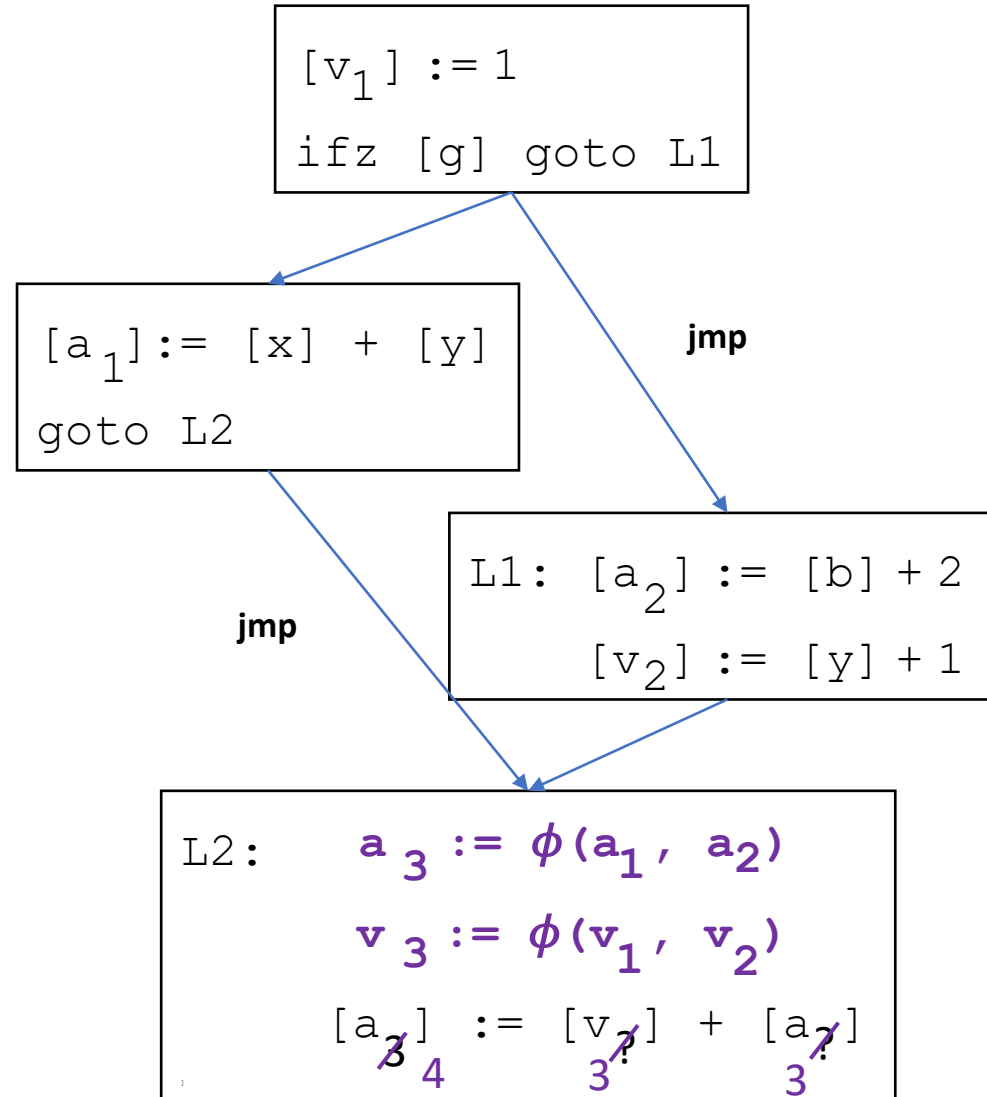 [v₁] := 1
ifz [g] goto L1
[a₁]:= [x] + [y]
goto L2
jmp
L1: [a₂] := [b] + 2
[v₂] := [y] + 1
jmp
L2: a₃ := ϕ(a₁, a₂)
v₃ := ϕ(v₁, v₂)
[a₃] := [v?] + [a?]
4 3 3